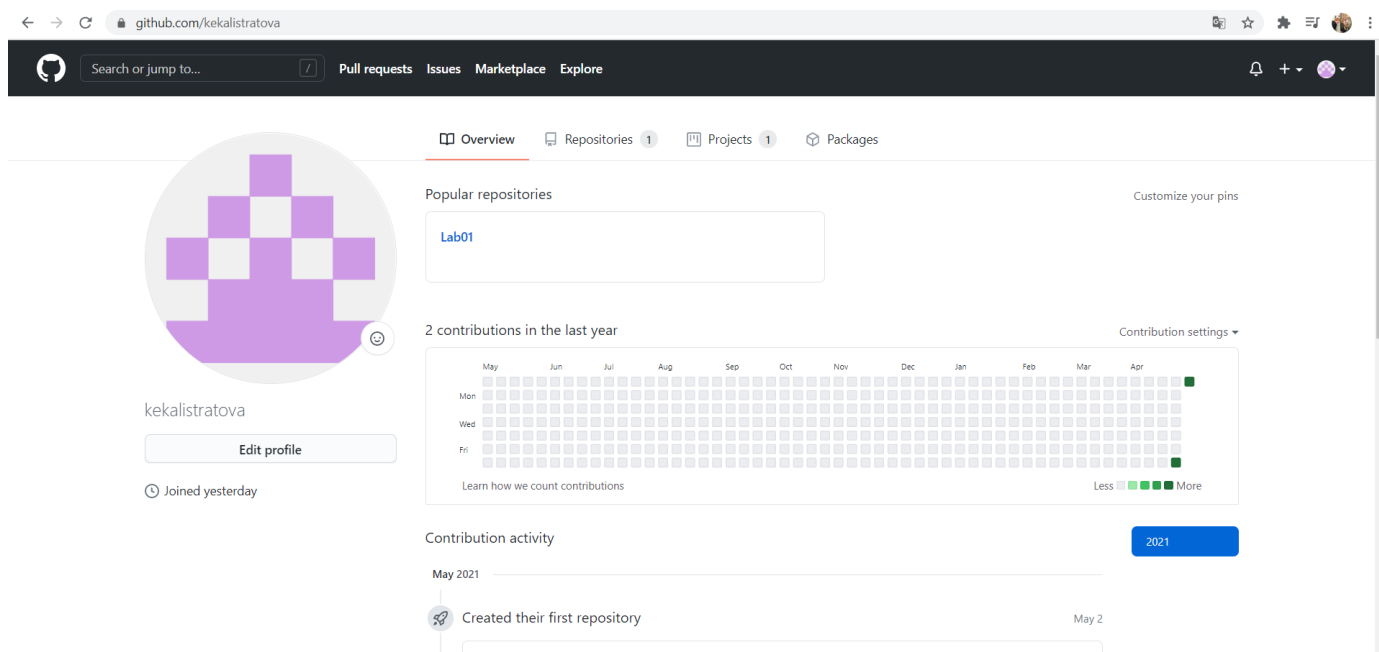 github.com/kekalistratova
Search or jump to... /
Pull requests Issues Marketplace Explore
Overview Repositories 1 Projects 1 Packages
Popular repositories
Customize your pins
Lab01
2 contributions in the last year
Contribution settings
May Jun Jul Aug Sep Oct Nov Dec Jan Feb Mar Apr
Mon
Wed
Fri
Learn how we count contributions
Less More
kekalistratova
Edit profile
Joined yesterday
Contribution activity
2021
May 2021
Created their first repository
May 2